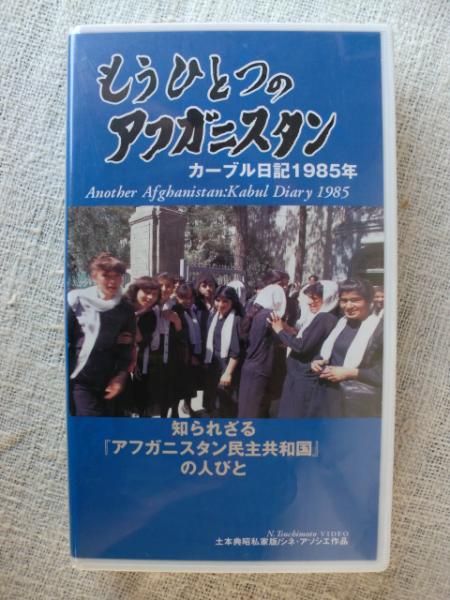 もうひとつの
アフガニスタン
カーブル日記1985年
Another Afghanistan:Kabul Diary 1985
知られざる
『アフガニスタン民主共和国』
の人びと
N.Tsuchimoto VIDEO
土本典昭私家版/シネ・アソシエ作品